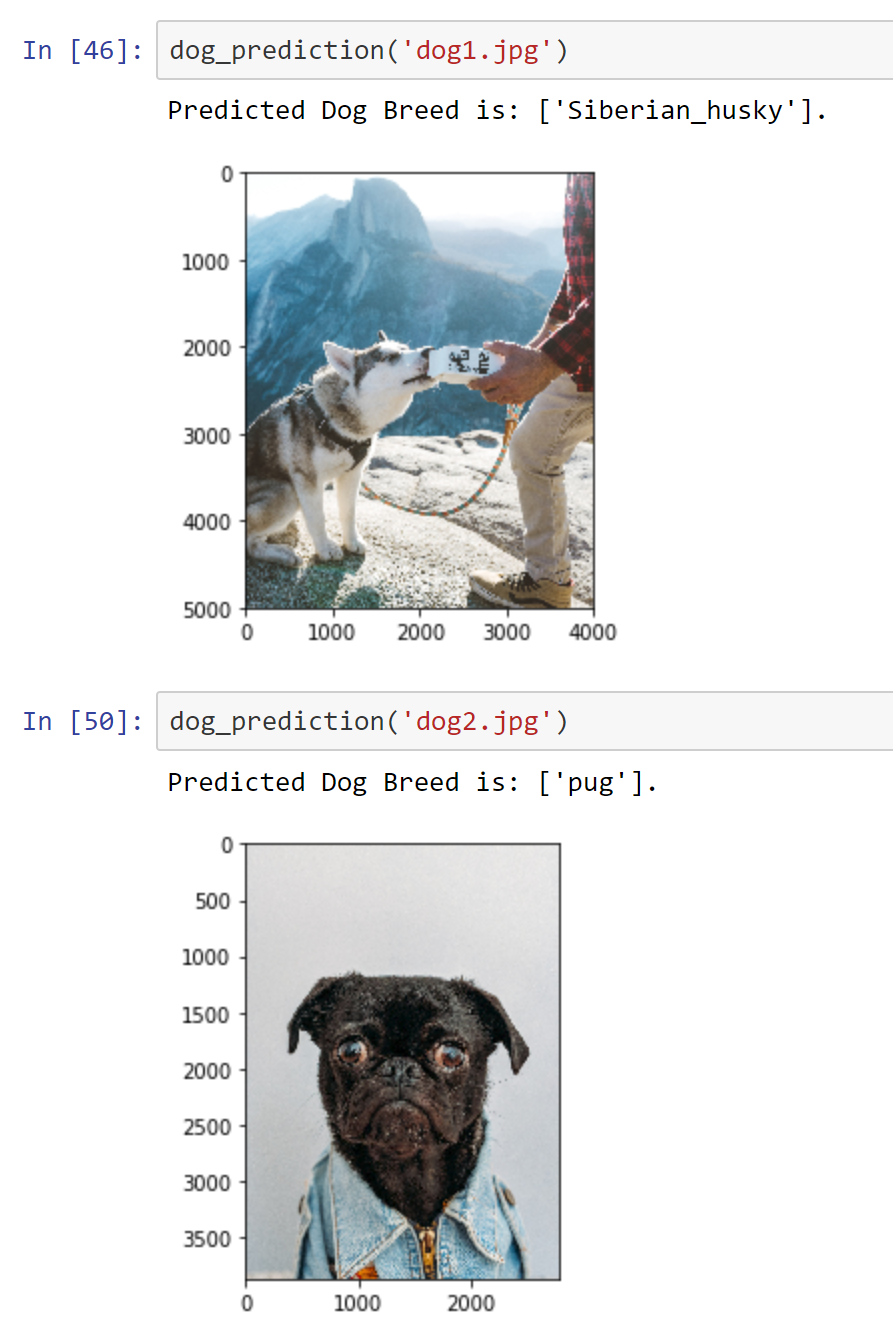 In [46]: dog_prediction('dog1.jpg')
Predicted Dog Breed is: ['Siberian_husky'].
0
1000
2000
3000
4000
5000
0 1000 2000 3000 4000
In [50]: dog_prediction('dog2.jpg')
Predicted Dog Breed is: ['pug'].
0
500
1000
1500
2000
2500
3000
3500
0 1000 2000